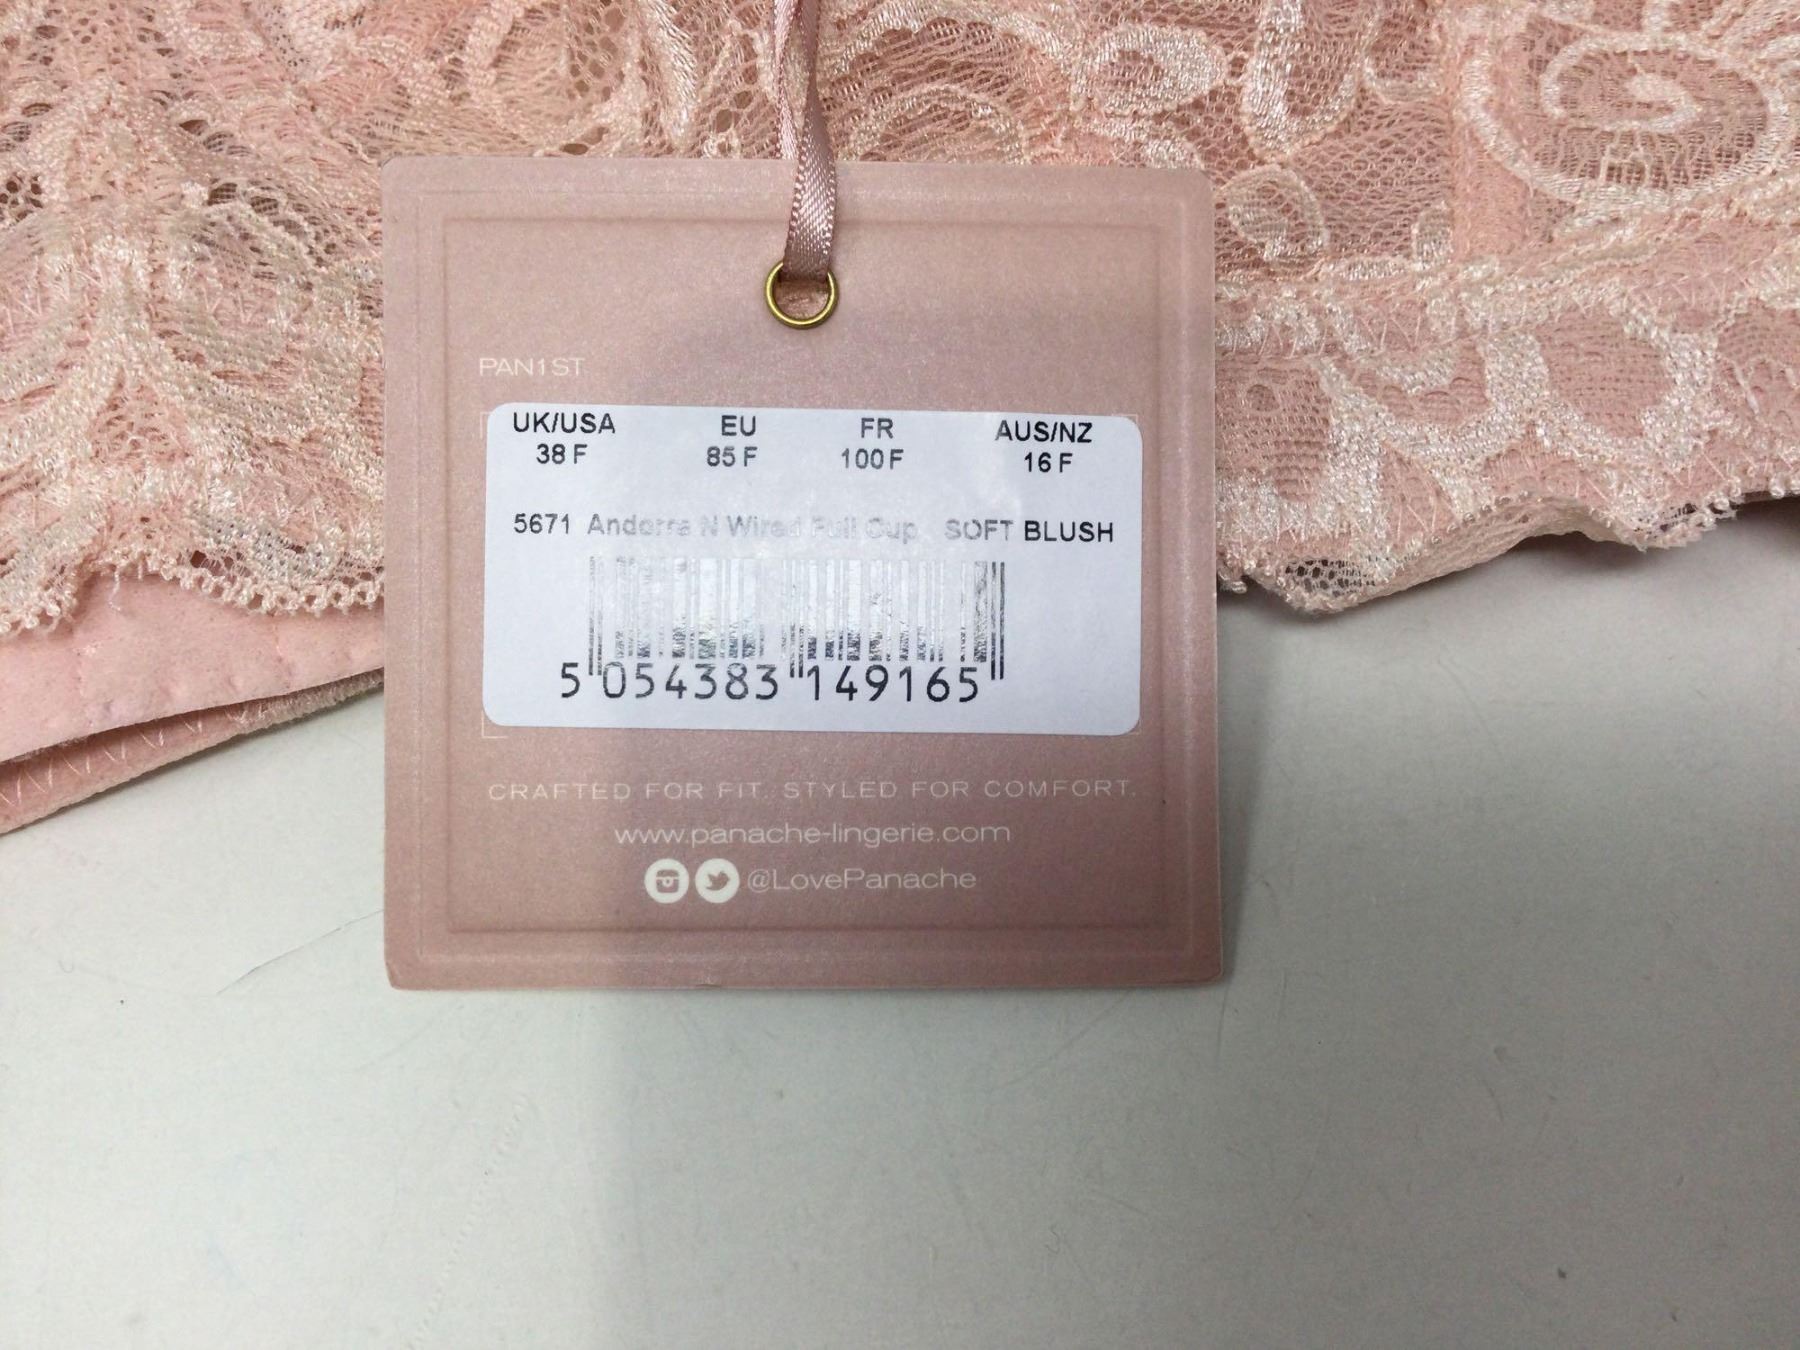 PAN1ST
UK/USA EU FR AUS/NZ
38 F 85 F 100 F 16 F
5671 Andorra N Wired Full Cup SOFT BLUSH
5 054383 149165
CRAFTED FOR FIT. STYLED FOR COMFORT.
www.panache-lingerie.com
@LovePanache